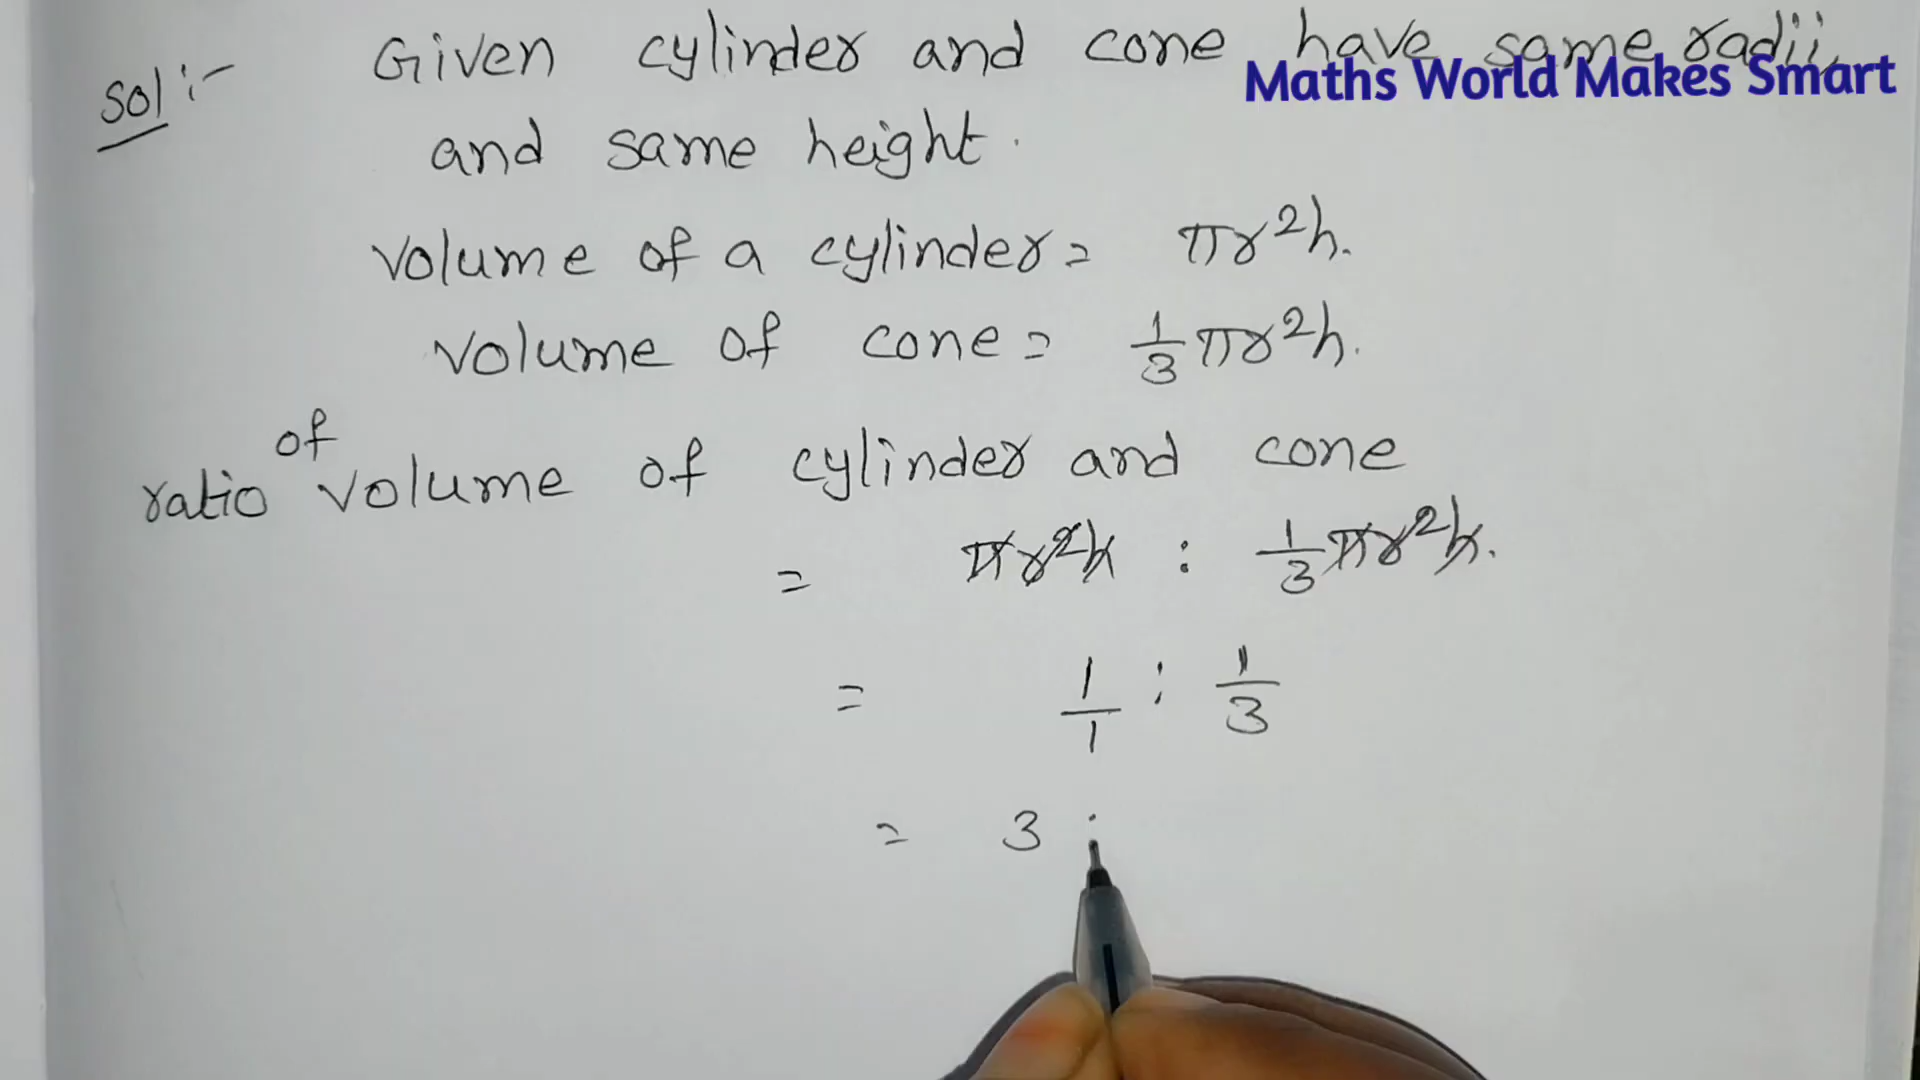 Sol :- Given cylinder and cone have same radii,
Maths World Makes Smart
and same height.
Volume of a cylinder = πr²h.
Volume of cone = 1/3 πr²h.
ratio of volume of cylinder and cone
= πr²h : 1/3 πr²h.
= 1/1 : 1/3
= 3 :